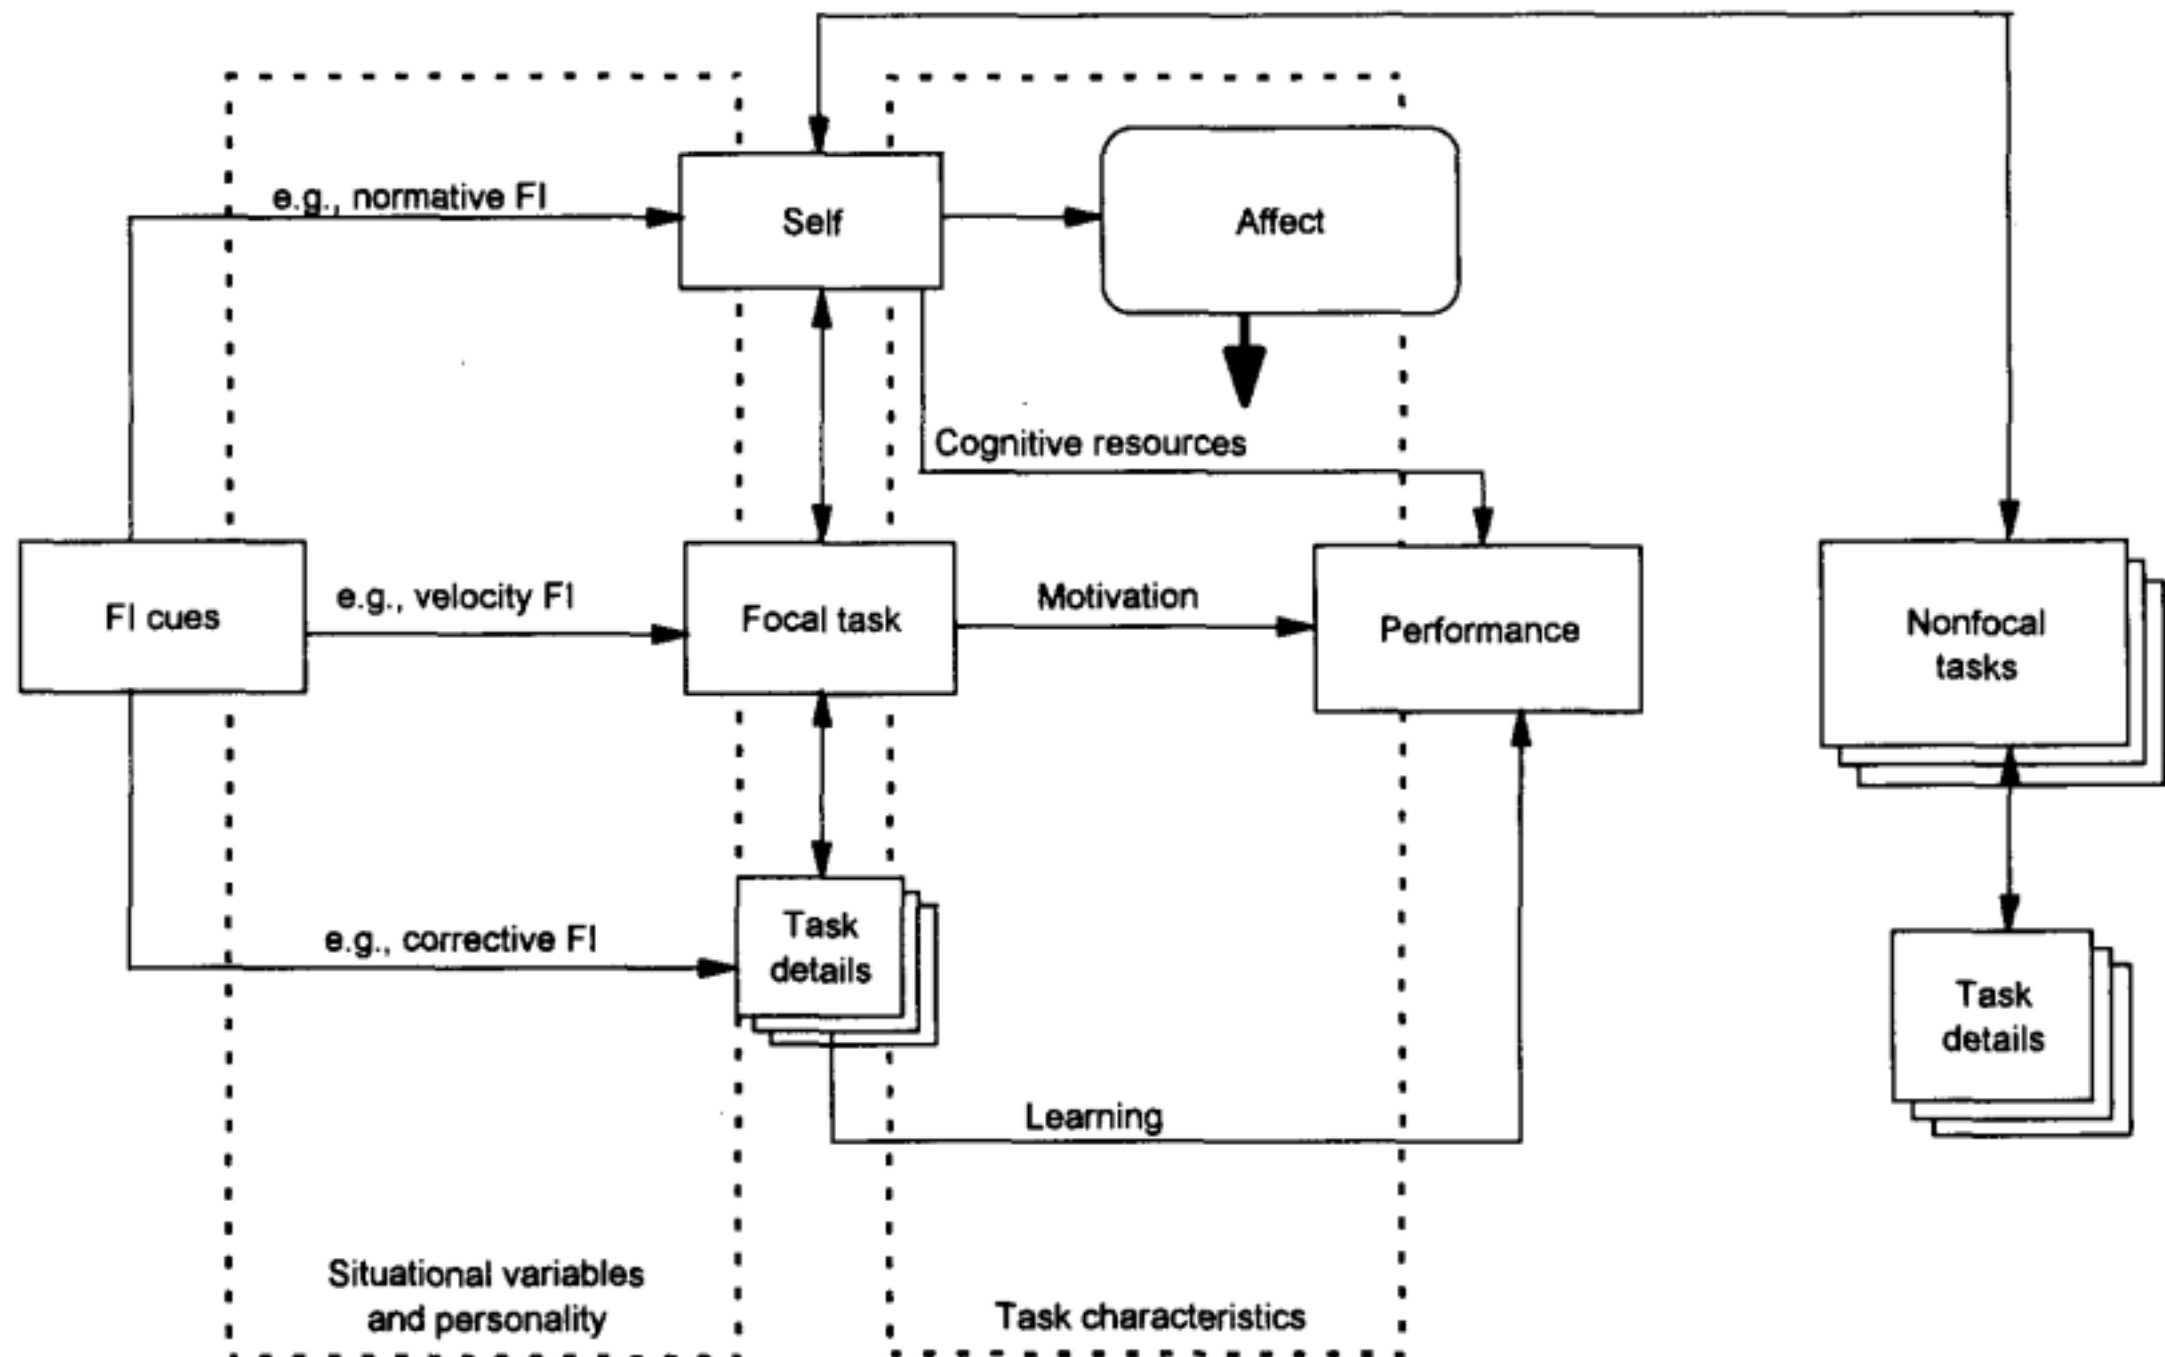 e.g., normative FI
Self
Affect
Cognitive resources
FI cues
e.g., velocity FI
Focal task
Motivation
Performance
Nonfocal
tasks
e.g., corrective FI
Task
details
Task
details
Learning
Situational variables
and personality
Task characteristics